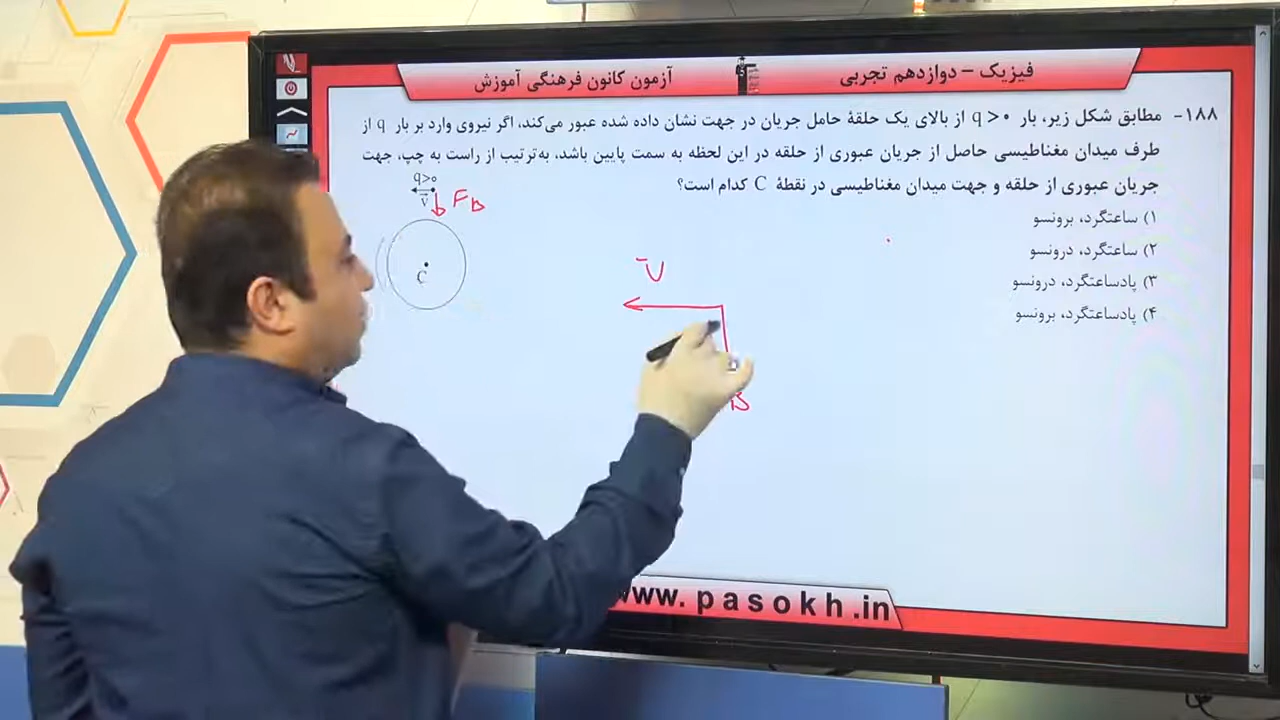 فیزیک – دوازدهم تجربی
آزمون کانون فرهنگی آموزش
۱۸۸- مطابق شکل زیر، بار q>۰ از بالای یک حلقهٔ حامل جریان در جهت نشان داده شده عبور می‌کند، اگر نیروی وارد بر بار q از
طرف میدان مغناطیسی حاصل از جریان عبوری از حلقه در این لحظه به سمت پایین باشد، به‌ترتیب از راست به چپ، جهت
جریان عبوری از حلقه و جهت میدان مغناطیسی در نقطهٔ C کدام است؟
۱) ساعتگرد، برونسو
۲) ساعتگرد، درونسو
۳) پادساعتگرد، درونسو
۴) پادساعتگرد، برونسو
q>۰
v
F_B
C
V
B
www.pasokh.in